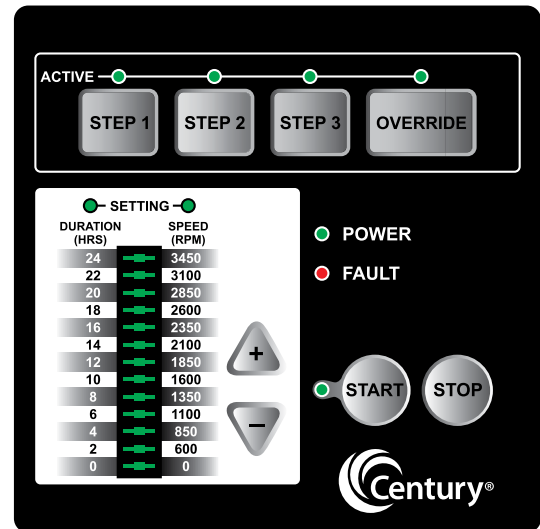 ACTIVE
STEP 1 STEP 2 STEP 3 OVERRIDE
SETTING
DURATION SPEED
(HRS) (RPM)
24 3450
22 3100
20 2850
18 2600
16 2350
14 2100
12 1850
10 1600
8 1350
6 1100
4 850
2 600
0 0
+
−
POWER
FAULT
START STOP
Century®